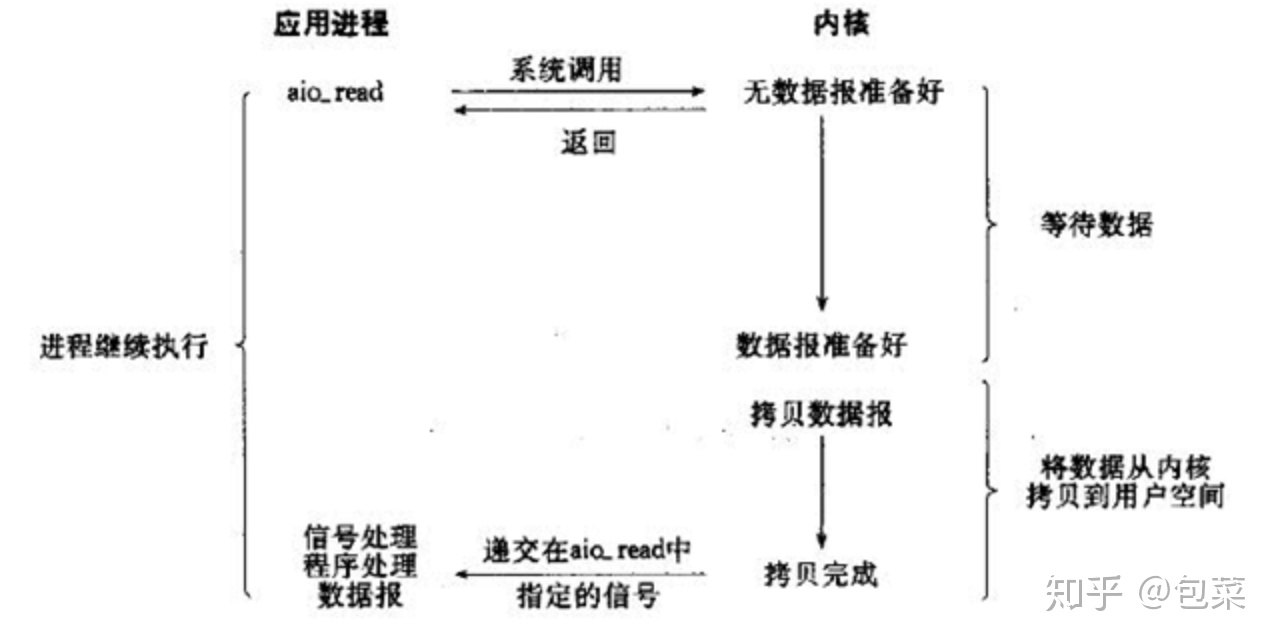 应用进程
内核
aio_read
系统调用
无数据报准备好
返回
等待数据
进程继续执行
数据报准备好
拷贝数据报
将数据从内核
拷贝到用户空间
信号处理
程序处理
数据报
递交在aio_read中
指定的信号
拷贝完成
知乎 @包菜